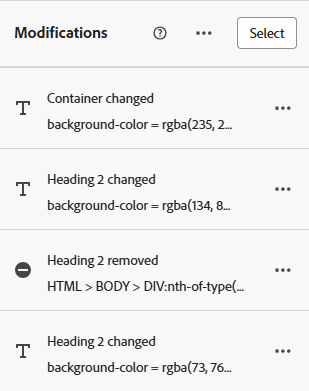 Modifications
Select
Container changed
background-color = rgba(235, 2...
Heading 2 changed
background-color = rgba(134, 8...
Heading 2 removed
HTML > BODY > DIV:nth-of-type(...
Heading 2 changed
background-color = rgba(73, 76...